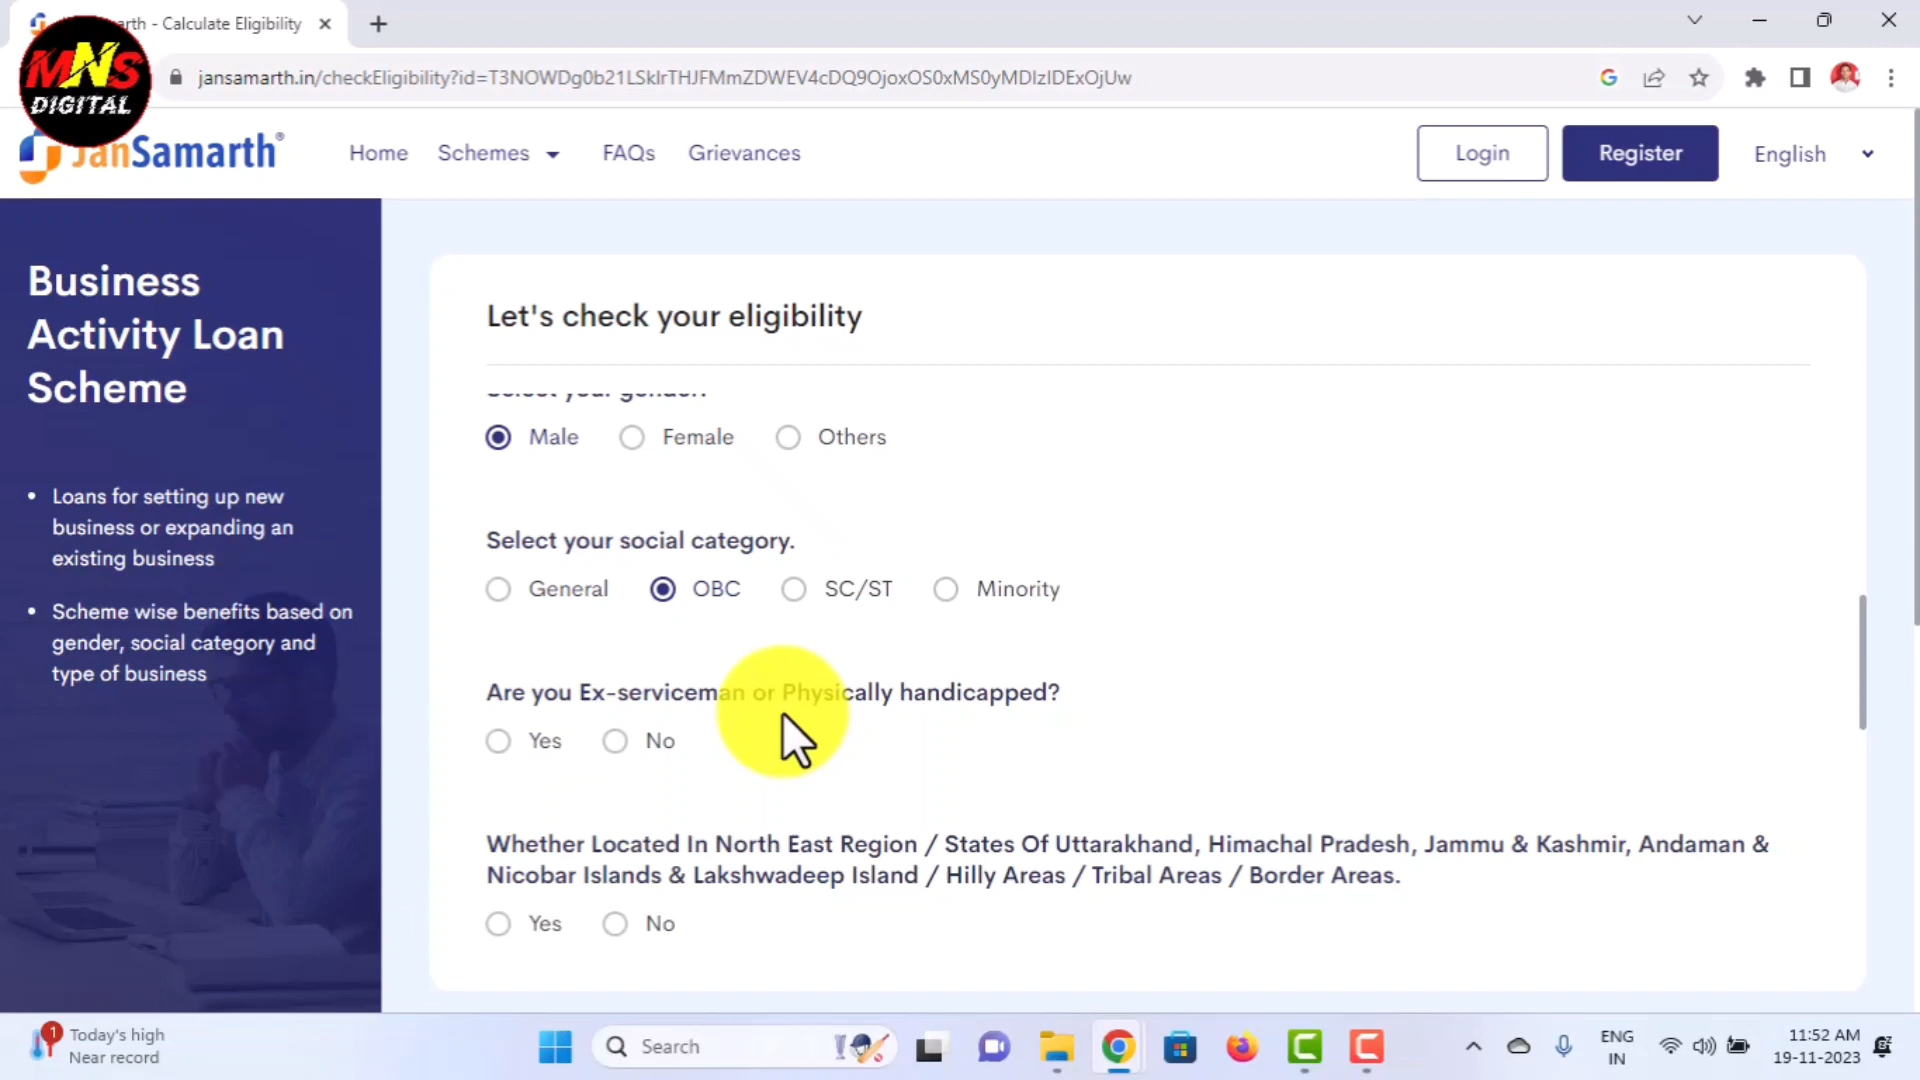 arth - Calculate Eligibility
MNS
DIGITAL
jansamarth.in/checkEligibility?id=T3NOWDg0b21LSklrTHJFMmZDWEV4cDQ9OjoxOS0xMS0yMDIzIDExOjUw
JanSamarth®
Home
Schemes
FAQs
Grievances
Login
Register
English
Business
Activity Loan
Scheme
• Loans for setting up new
business or expanding an
existing business
• Scheme wise benefits based on
gender, social category and
type of business
Let's check your eligibility
Select your gender.
Male
Female
Others
Select your social category.
General
OBC
SC/ST
Minority
Are you Ex-serviceman or Physically handicapped?
Yes
No
Whether Located In North East Region / States Of Uttarakhand, Himachal Pradesh, Jammu & Kashmir, Andaman &
Nicobar Islands & Lakshwadeep Island / Hilly Areas / Tribal Areas / Border Areas.
Yes
No
1
Today's high
Near record
Search
ENG
IN
11:52 AM
19-11-2023